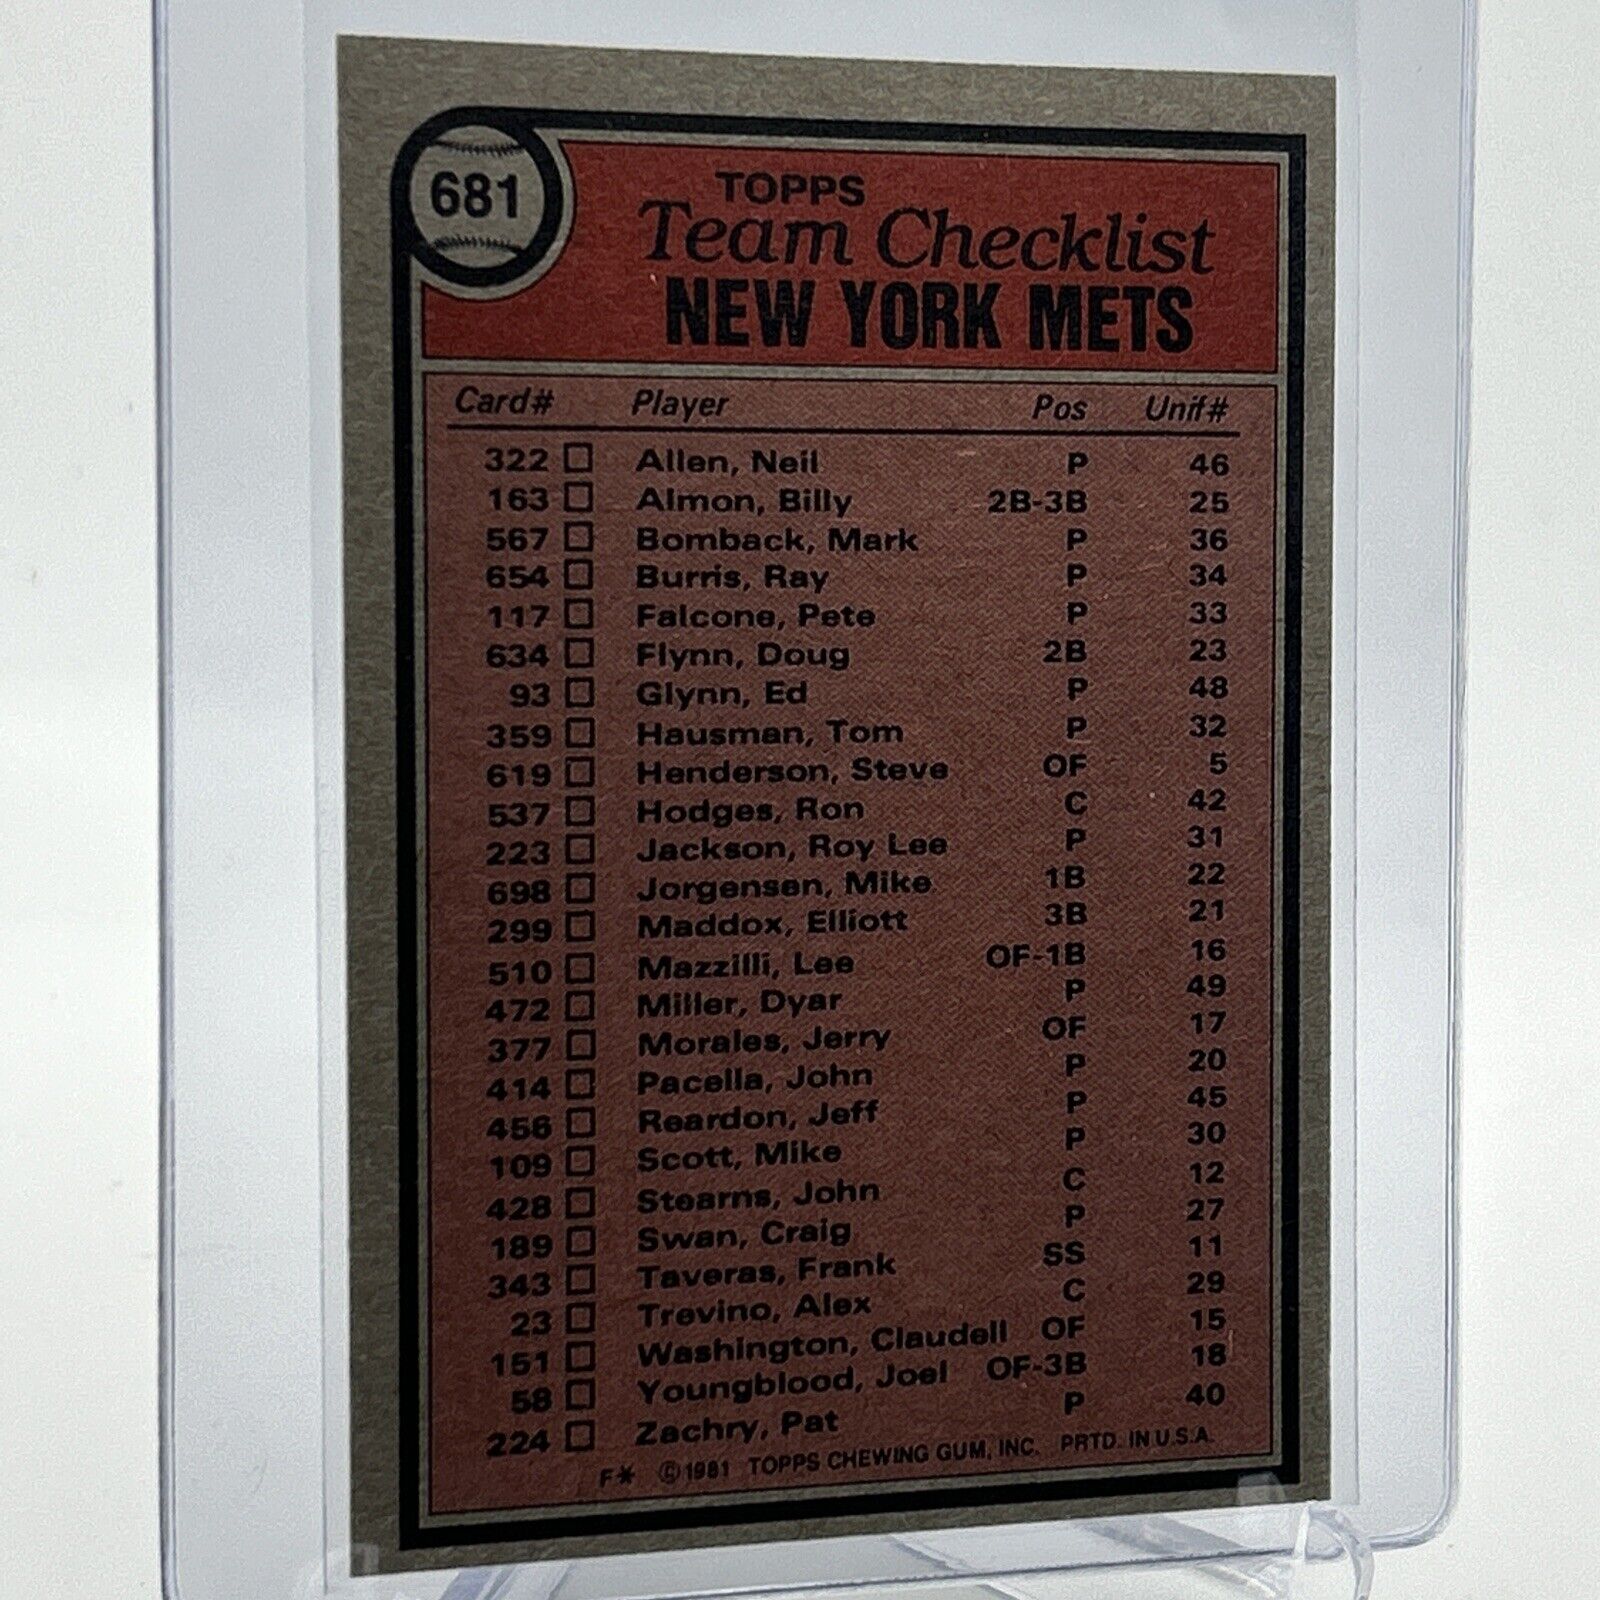 681
TOPPS
Team Checklist
NEW YORK METS
Card# Player Pos Unif#
322 Allen, Neil P 46
163 Almon, Billy 2B-3B 25
567 Bomback, Mark P 36
654 Burris, Ray P 34
117 Falcone, Pete P 33
634 Flynn, Doug 2B 23
93 Glynn, Ed P 48
359 Hausman, Tom P 32
619 Henderson, Steve OF 5
537 Hodges, Ron C 42
223 Jackson, Roy Lee P 31
698 Jorgensen, Mike 1B 22
299 Maddox, Elliott 3B 21
510 Mazzilli, Lee OF-1B 16
472 Miller, Dyar P 49
377 Morales, Jerry OF 17
414 Pacella, John P 20
456 Reardon, Jeff P 45
109 Scott, Mike P 30
428 Stearns, John C 12
189 Swan, Craig P 27
343 Taveras, Frank SS 11
23 Trevino, Alex C 29
151 Washington, Claudell OF 15
58 Youngblood, Joel OF-3B 18
224 Zachry, Pat P 40
F* © 1981 TOPPS CHEWING GUM, INC. PRTD. IN U.S.A.